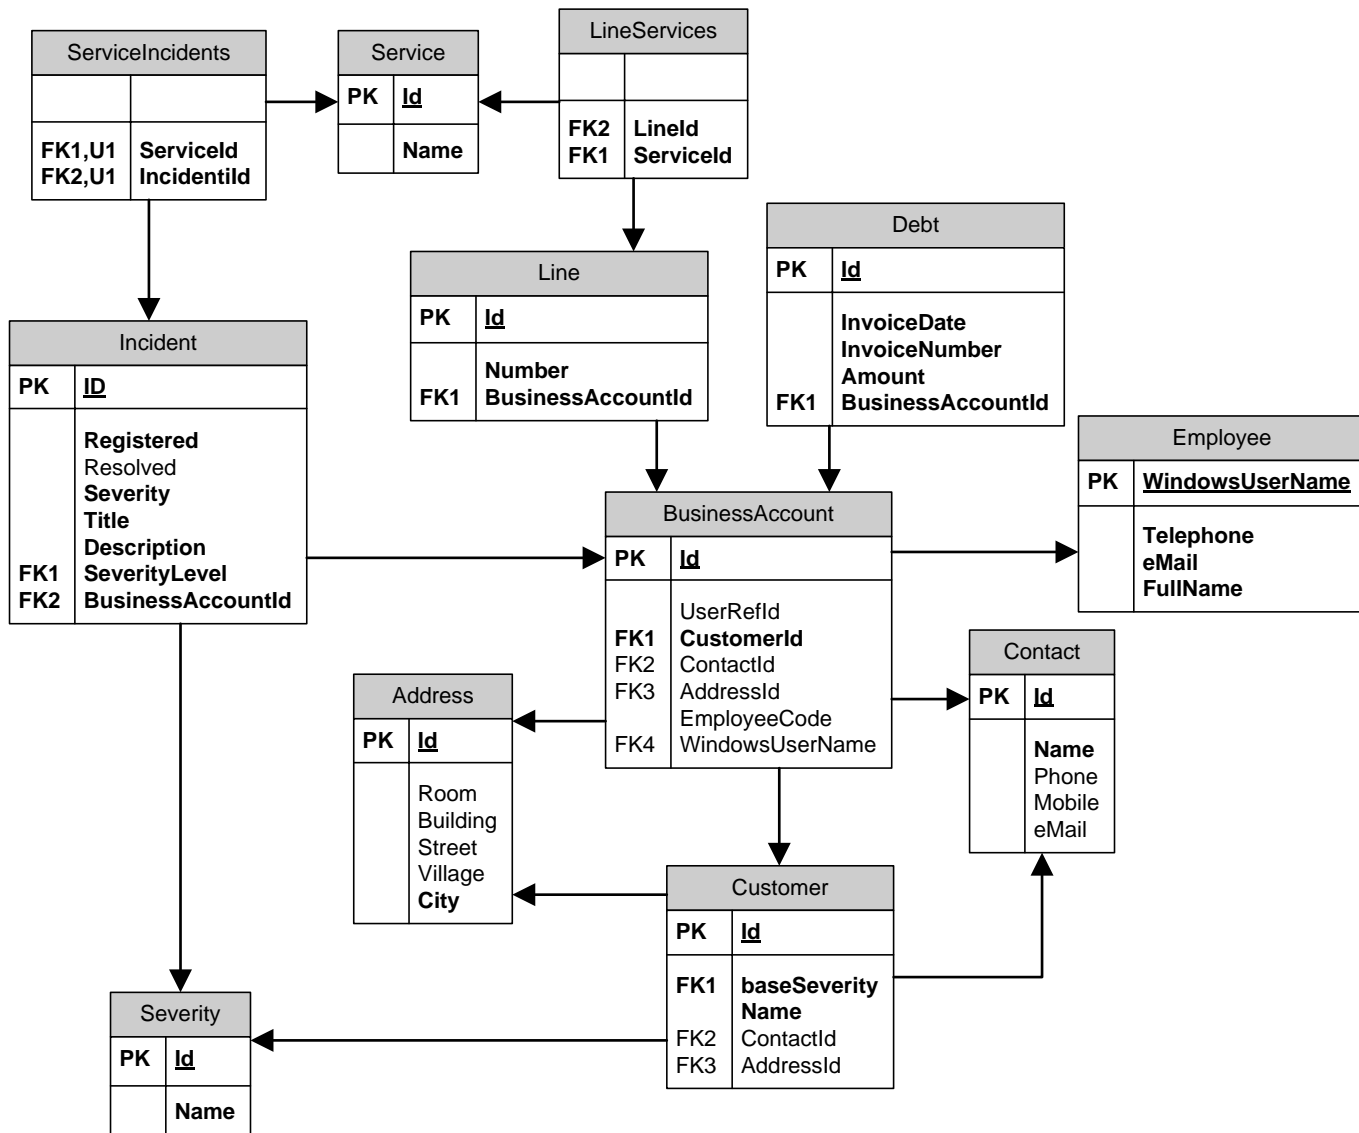 ServiceIncidents
FK1,U1 ServiceId
FK2,U1 IncidentiId
Service
PK Id
Name
LineServices
FK2 LineId
FK1 ServiceId
Line
PK Id
Number
FK1 BusinessAccountId
Debt
PK Id
InvoiceDate
InvoiceNumber
Amount
FK1 BusinessAccountId
Incident
PK ID
Registered
Resolved
Severity
Title
Description
FK1 SeverityLevel
FK2 BusinessAccountId
Employee
PK WindowsUserName
Telephone
eMail
FullName
BusinessAccount
PK Id
UserRefId
FK1 CustomerId
FK2 ContactId
FK3 AddressId
EmployeeCode
FK4 WindowsUserName
Contact
PK Id
Name
Phone
Mobile
eMail
Address
PK Id
Room
Building
Street
Village
City
Customer
PK Id
FK1 baseSeverity
Name
FK2 ContactId
FK3 AddressId
Severity
PK Id
Name